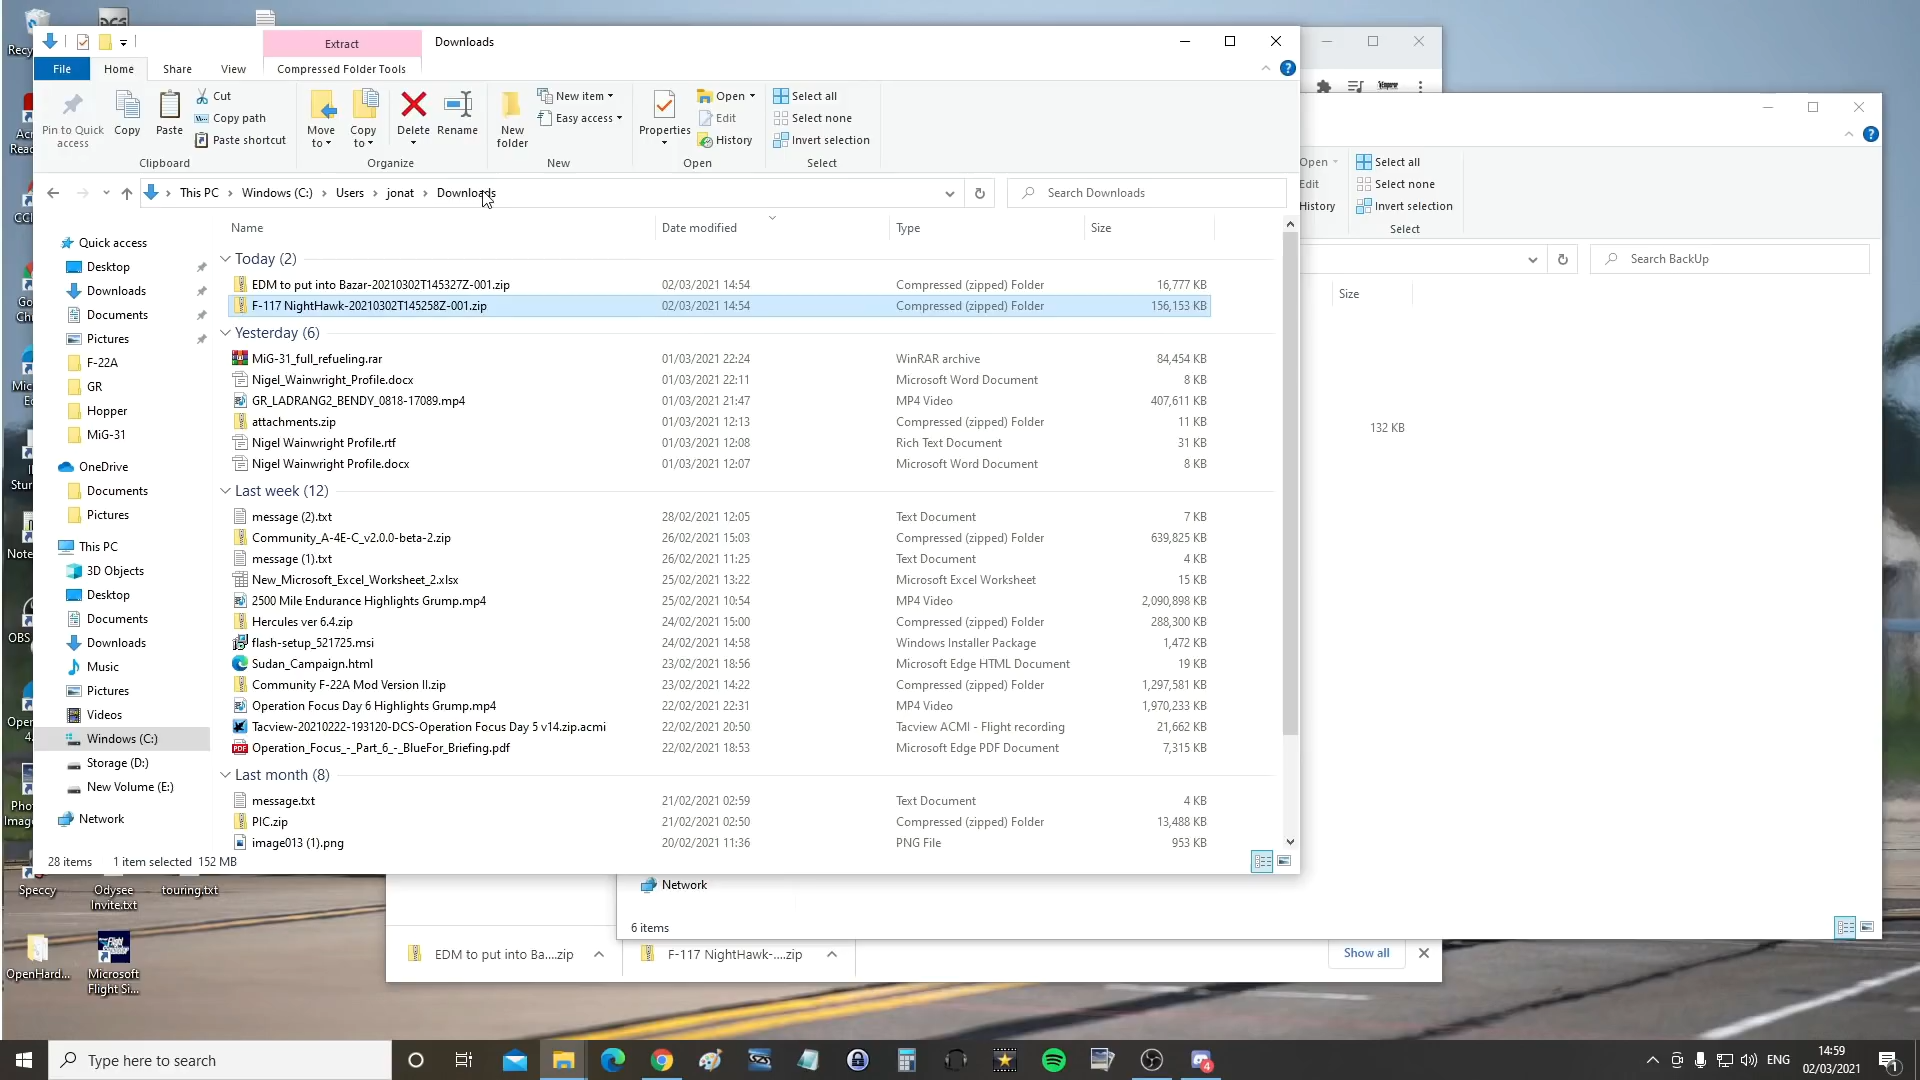 Extract
Downloads
File
Home
Share
View
Compressed Folder Tools
Pin to Quick access
Copy
Paste
Cut
Copy path
Paste shortcut
Clipboard
Move to
Copy to
Delete
Rename
Organize
New folder
New item
Easy access
New
Properties
Open
Edit
History
Open
Select all
Select none
Invert selection
Select
This PC
Windows (C:)
Users
jonat
Downloads
Search Downloads
Name
Date modified
Type
Size
Today (2)
EDM to put into Bazar-20210302T145327Z-001.zip 02/03/2021 14:54 Compressed (zipped) Folder 16,777 KB
F-117 NightHawk-20210302T145258Z-001.zip 02/03/2021 14:54 Compressed (zipped) Folder 156,153 KB
Yesterday (6)
MiG-31_full_refueling.rar 01/03/2021 22:24 WinRAR archive 84,454 KB
Nigel_Wainwright_Profile.docx 01/03/2021 22:11 Microsoft Word Document 8 KB
GR_LADRANG2_BENDY_0818-17089.mp4 01/03/2021 21:47 MP4 Video 407,611 KB
attachments.zip 01/03/2021 12:13 Compressed (zipped) Folder 11 KB
Nigel Wainwright Profile.rtf 01/03/2021 12:08 Rich Text Document 31 KB
Nigel Wainwright Profile.docx 01/03/2021 12:07 Microsoft Word Document 8 KB
Last week (12)
message (2).txt 28/02/2021 12:05 Text Document 7 KB
Community_A-4E-C_v2.0.0-beta-2.zip 26/02/2021 15:03 Compressed (zipped) Folder 639,825 KB
message (1).txt 26/02/2021 11:25 Text Document 4 KB
New_Microsoft_Excel_Worksheet_2.xlsx 25/02/2021 13:22 Microsoft Excel Worksheet 15 KB
2500 Mile Endurance Highlights Grump.mp4 25/02/2021 10:54 MP4 Video 2,090,898 KB
Hercules ver 6.4.zip 24/02/2021 15:00 Compressed (zipped) Folder 288,300 KB
flash-setup_521725.msi 24/02/2021 14:58 Windows Installer Package 1,472 KB
Sudan_Campaign.html 23/02/2021 18:56 Microsoft Edge HTML Document 19 KB
Community F-22A Mod Version II.zip 23/02/2021 14:22 Compressed (zipped) Folder 1,297,581 KB
Operation Focus Day 6 Highlights Grump.mp4 22/02/2021 22:31 MP4 Video 1,970,233 KB
Tacview-20210222-193120-DCS-Operation Focus Day 5 v14.zip.acmi 22/02/2021 20:50 Tacview ACMI - Flight recording 21,662 KB
Operation_Focus_-_Part_6_-_BlueFor_Briefing.pdf 22/02/2021 18:53 Microsoft Edge PDF Document 7,315 KB
Last month (8)
message.txt 21/02/2021 02:59 Text Document 4 KB
PIC.zip 21/02/2021 02:50 Compressed (zipped) Folder 13,488 KB
image013 (1).png 20/02/2021 11:36 PNG File 953 KB
Quick access
Desktop
Downloads
Documents
Pictures
F-22A
GR
Hopper
MiG-31
OneDrive
Documents
Pictures
This PC
3D Objects
Desktop
Documents
Downloads
Music
Pictures
Videos
Windows (C:)
Storage (D:)
New Volume (E:)
Network
28 items
1 item selected 152 MB
Open
Edit
History
Select all
Select none
Invert selection
Select
Search BackUp
Size
132 KB
Network
6 items
EDM to put into Ba....zip
F-117 NightHawk-....zip
Show all
Speccy
Odysee Invite.txt
touring.txt
OpenHard...
Microsoft Flight Si...
Type here to search
4
ENG
14:59
02/03/2021
1